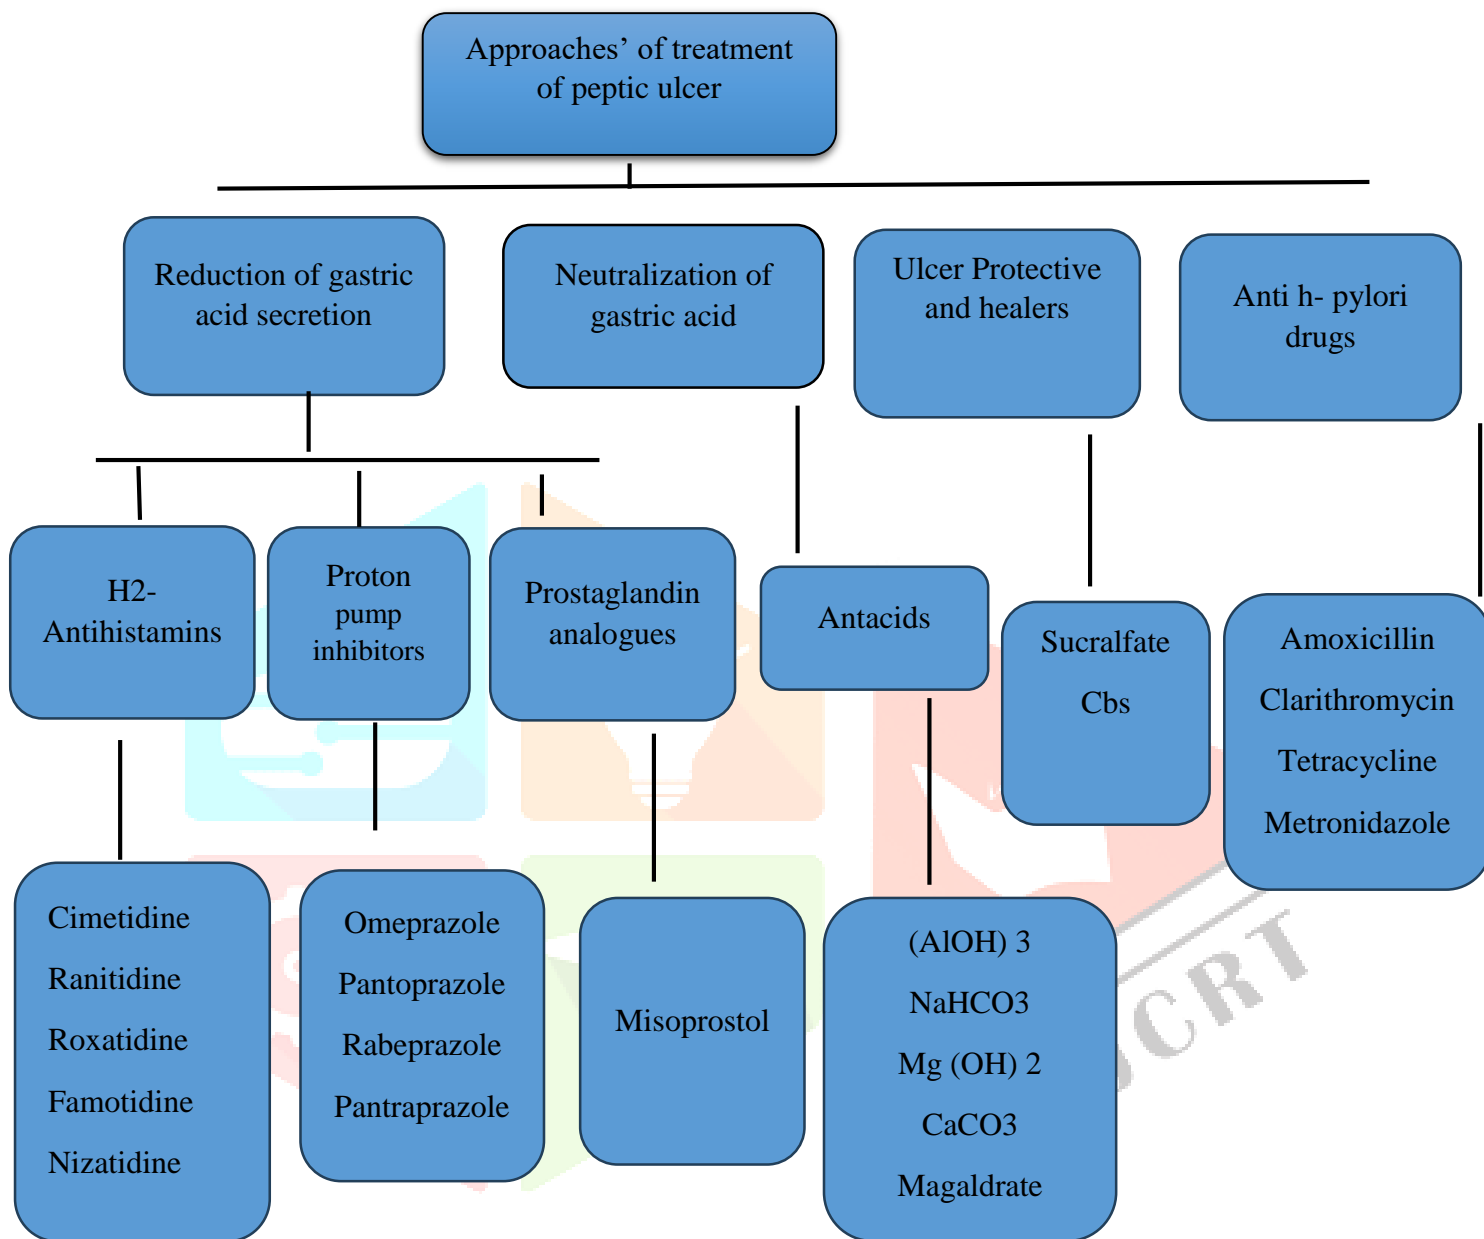 Approaches’ of treatment
of peptic ulcer
Reduction of gastric
acid secretion
Neutralization of
gastric acid
Ulcer Protective
and healers
Anti h- pylori
drugs
H2-
Antihistamins
Proton
pump
inhibitors
Prostaglandin
analogues
Antacids
Sucralfate
Cbs
Amoxicillin
Clarithromycin
Tetracycline
Metronidazole
Cimetidine
Ranitidine
Roxatidine
Famotidine
Nizatidine
Omeprazole
Pantoprazole
Rabeprazole
Pantraprazole
Misoprostol
(AlOH) 3
NaHCO3
Mg (OH) 2
CaCO3
Magaldrate